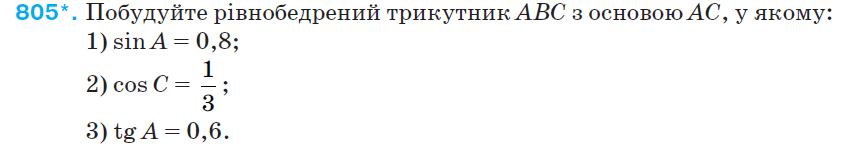 805*. Побудуйте рівнобедрений трикутник ABC з основою AC, у якому:
1) sin A = 0,8;
2) cos C = 1/3;
3) tg A = 0,6.